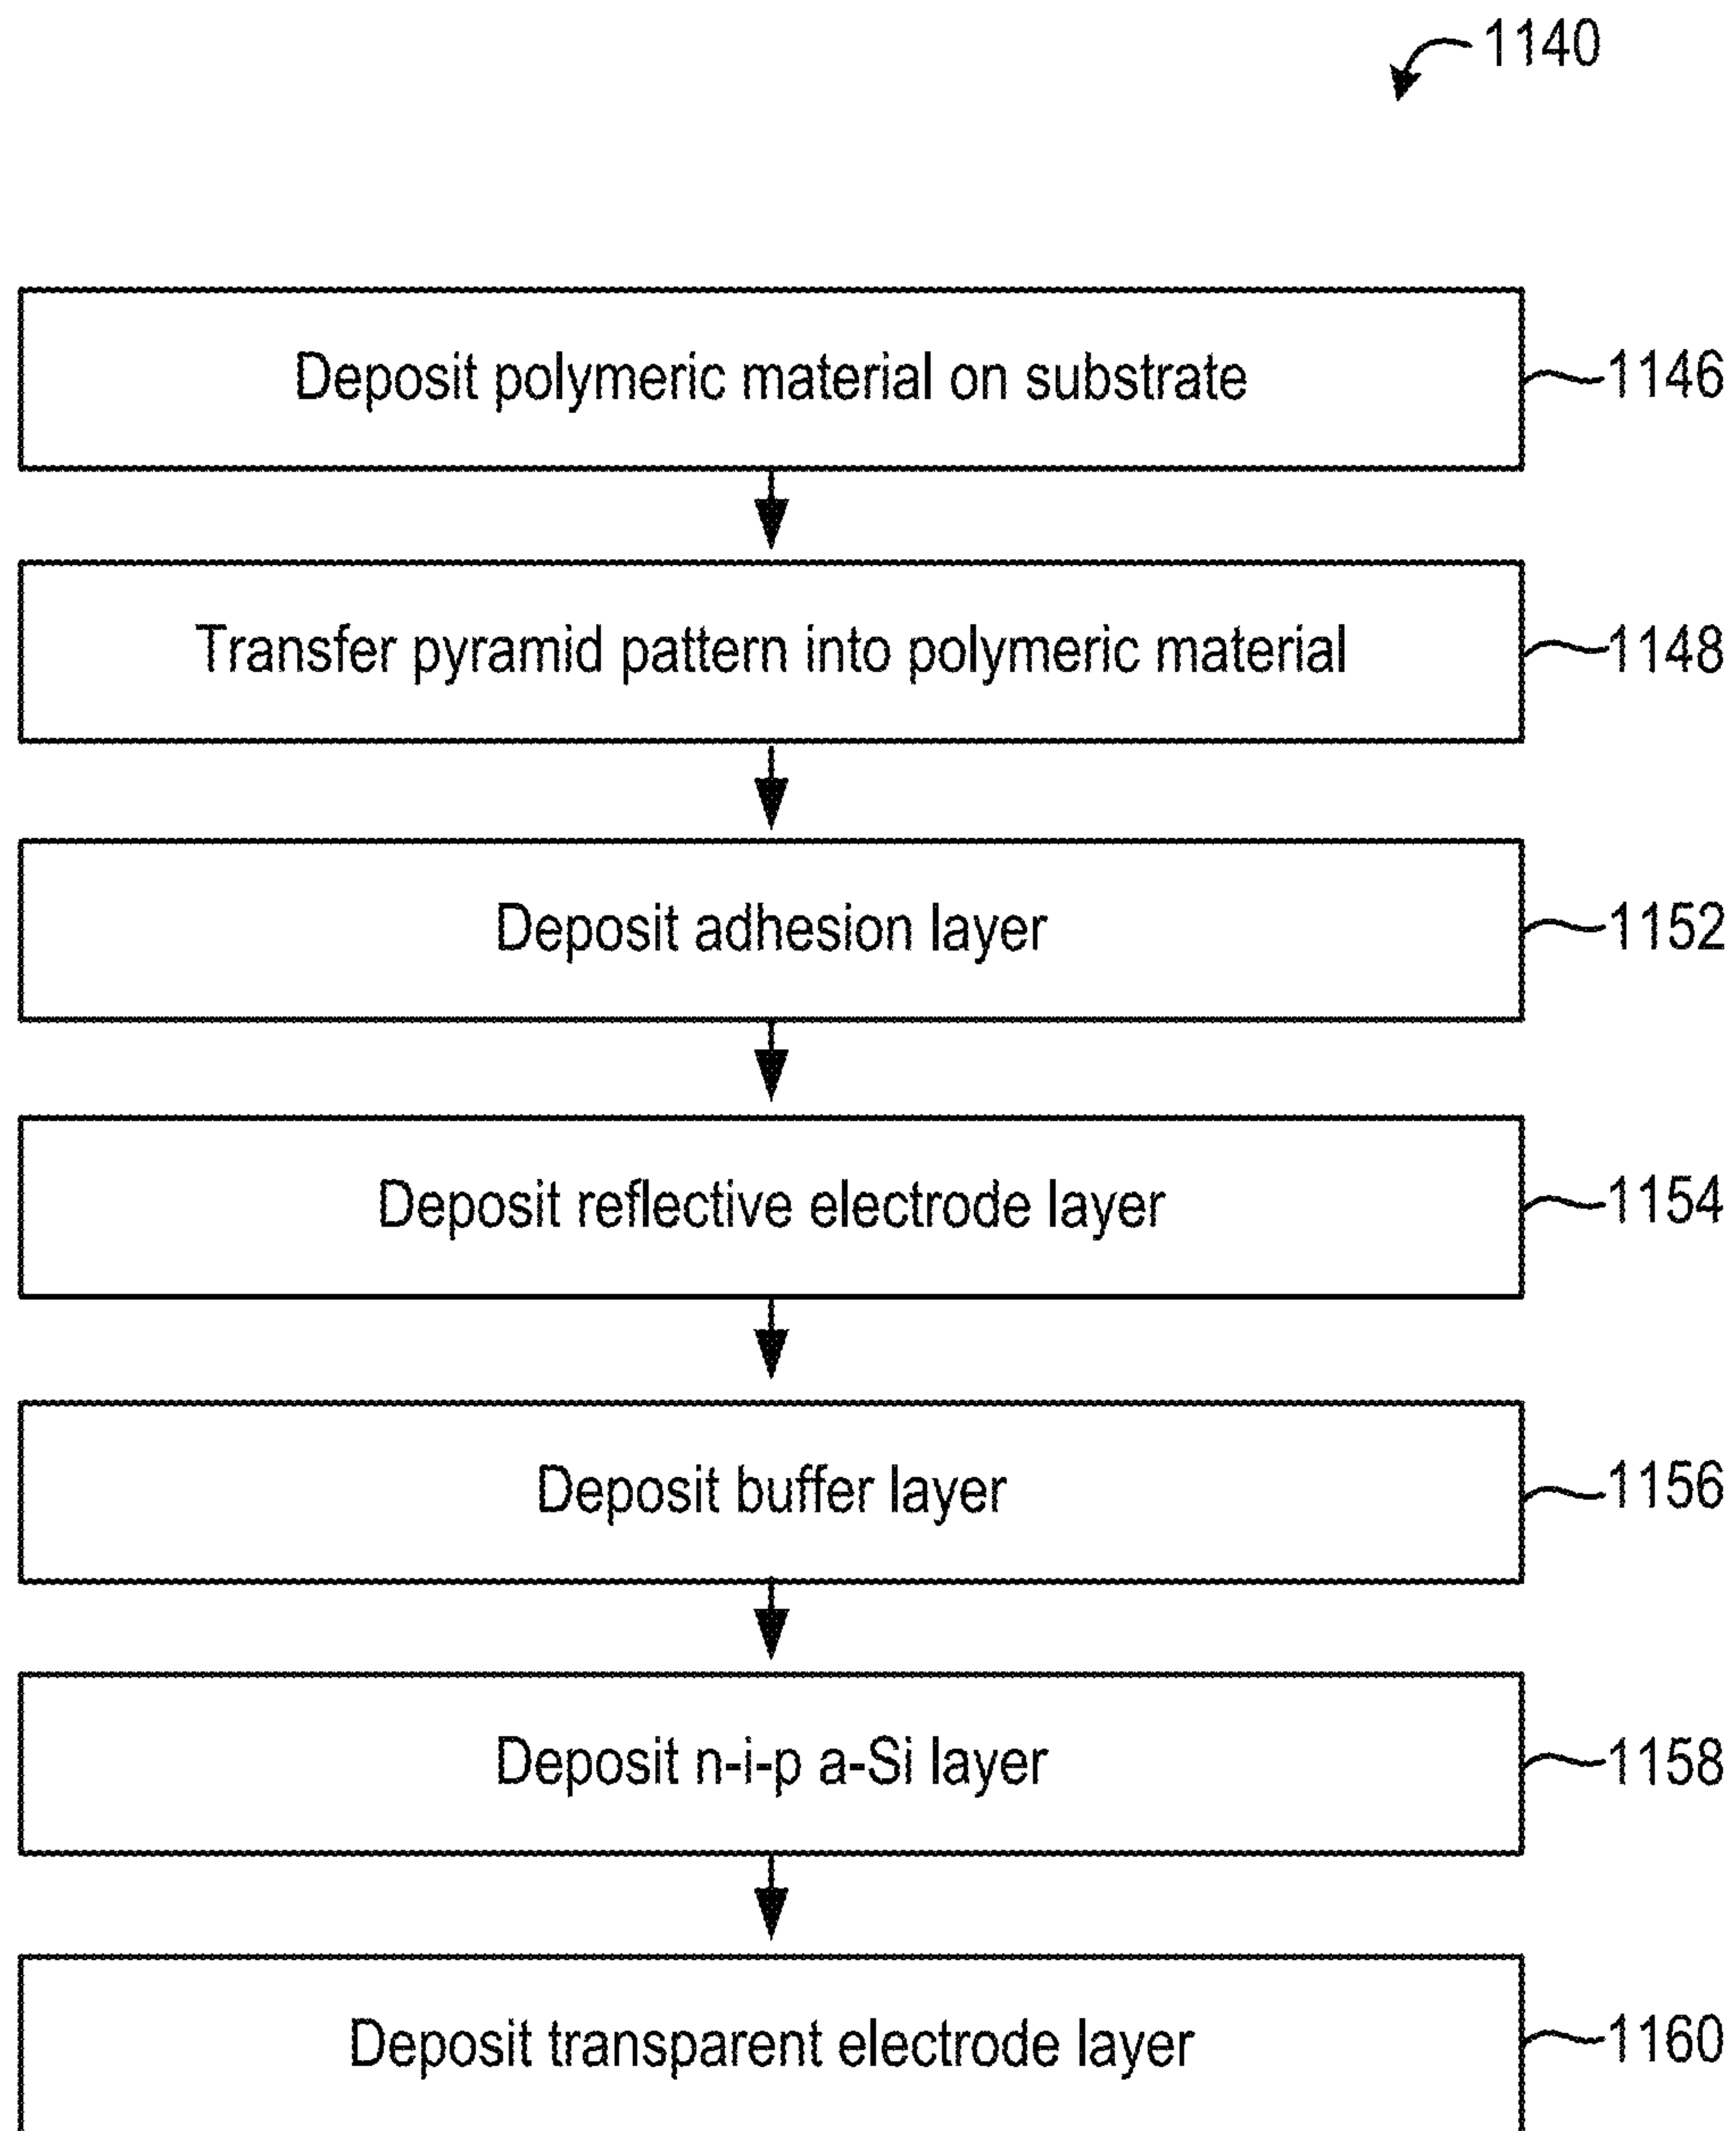 1140
Deposit polymeric material on substrate 1146
Transfer pyramid pattern into polymeric material 1148
Deposit adhesion layer 1152
Deposit reflective electrode layer 1154
Deposit buffer layer 1156
Deposit n-i-p a-Si layer 1158
Deposit transparent electrode layer 1160